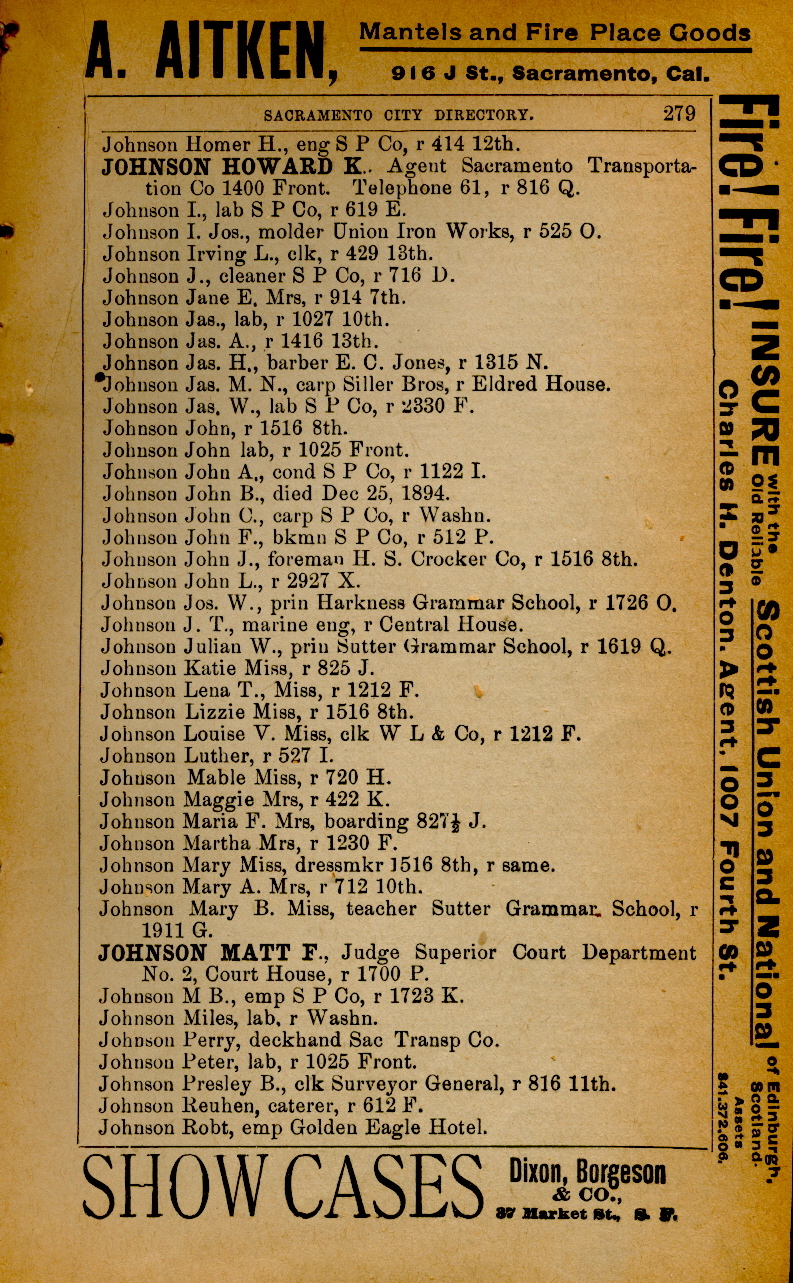 A. AITKEN,
Mantels and Fire Place Goods
916 J St., Sacramento, Cal.
SACRAMENTO CITY DIRECTORY. 279
Johnson Homer H., eng S P Co, r 414 12th.
JOHNSON HOWARD K.. Agent Sacramento Transporta-
tion Co 1400 Front. Telephone 61, r 816 Q.
Johnson I., lab S P Co, r 619 E.
Johnson I. Jos., molder Union Iron Works, r 525 O.
Johnson Irving L., clk, r 429 13th.
Johnson J., cleaner S P Co, r 716 D.
Johnson Jane E. Mrs, r 914 7th.
Johnson Jas., lab, r 1027 10th.
Johnson Jas. A., r 1416 13th.
Johnson Jas. H., barber E. C. Jones, r 1315 N.
Johnson Jas. M. N., carp Siller Bros, r Eldred House.
Johnson Jas. W., lab S P Co, r 2330 F.
Johnson John, r 1516 8th.
Johnson John lab, r 1025 Front.
Johnson John A., cond S P Co, r 1122 I.
Johnson John B., died Dec 25, 1894.
Johnson John C., carp S P Co, r Washn.
Johnson John F., bkmn S P Co, r 512 P.
Johnson John J., foreman H. S. Crocker Co, r 1516 8th.
Johnson John L., r 2927 X.
Johnson Jos. W., prin Harkness Grammar School, r 1726 O.
Johnson J. T., marine eng, r Central House.
Johnson Julian W., prin Sutter Grammar School, r 1619 Q.
Johnson Katie Miss, r 825 J.
Johnson Lena T., Miss, r 1212 F.
Johnson Lizzie Miss, r 1516 8th.
Johnson Louise V. Miss, clk W L & Co, r 1212 F.
Johnson Luther, r 527 I.
Johnson Mable Miss, r 720 H.
Johnson Maggie Mrs, r 422 K.
Johnson Maria F. Mrs, boarding 827½ J.
Johnson Martha Mrs, r 1230 F.
Johnson Mary Miss, dressmkr 1516 8th, r same.
Johnson Mary A. Mrs, r 712 10th.
Johnson Mary B. Miss, teacher Sutter Grammar. School, r
1911 G.
JOHNSON MATT F., Judge Superior Court Department
No. 2, Court House, r 1700 P.
Johnson M B., emp S P Co, r 1723 K.
Johnson Miles, lab, r Washn.
Johnson Perry, deckhand Sac Transp Co.
Johnson Peter, lab, r 1025 Front.
Johnson Presley B., clk Surveyor General, r 816 11th.
Johnson Reuhen, caterer, r 612 F.
Johnson Robt, emp Golden Eagle Hotel.
Fire! Fire!
INSURE with the Old Reliable Scottish Union and National of Edinburgh, Scotland.
Charles H. Denton. Agent, 1007 Fourth St.
Assets
$41,372,606.
SHOW CASES
Dixon, Borgeson
& CO.,
37 Market St., S. F.